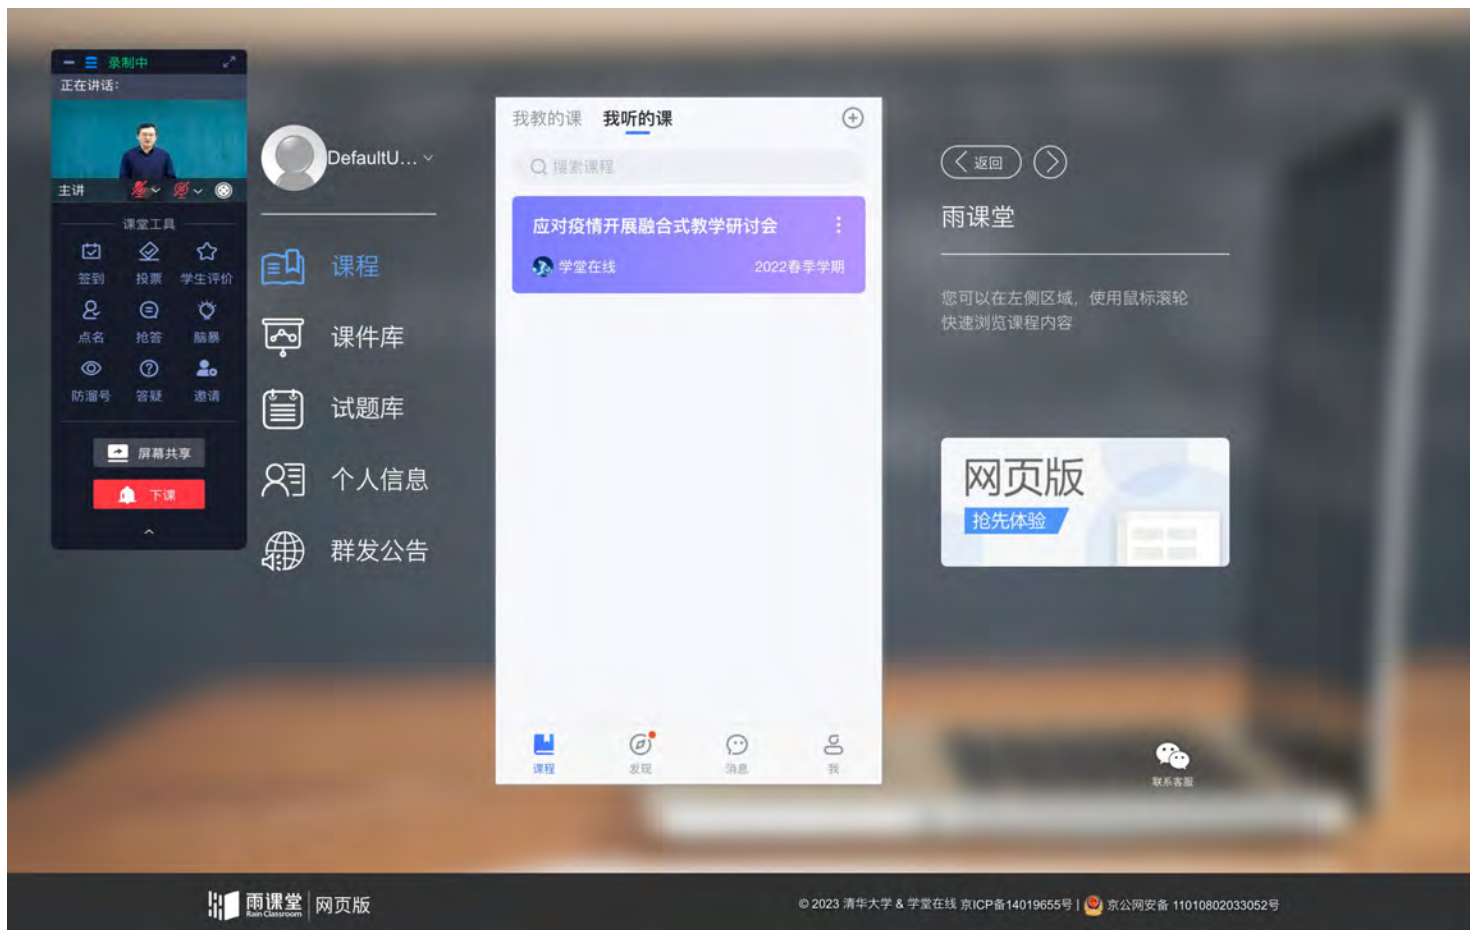 录制中
正在讲话:
主讲
课堂工具
签到 投票 学生评价
点名 抢答 脑暴
防溜号 答疑 邀请
屏幕共享
下课
DefaultU...
课程
课件库
试题库
个人信息
群发公告
我教的课 我听的课
搜索课程
应对疫情开展融合式教学研讨会
学堂在线 2022春季学期
课程 发现 消息 我
返回
雨课堂
您可以在左侧区域，使用鼠标滚轮
快速浏览课程内容
网页版
抢先体验
联系客服
雨课堂 网页版
Rain Classroom
© 2023 清华大学 & 学堂在线 京ICP备14019655号 | 京公网安备 11010802033052号